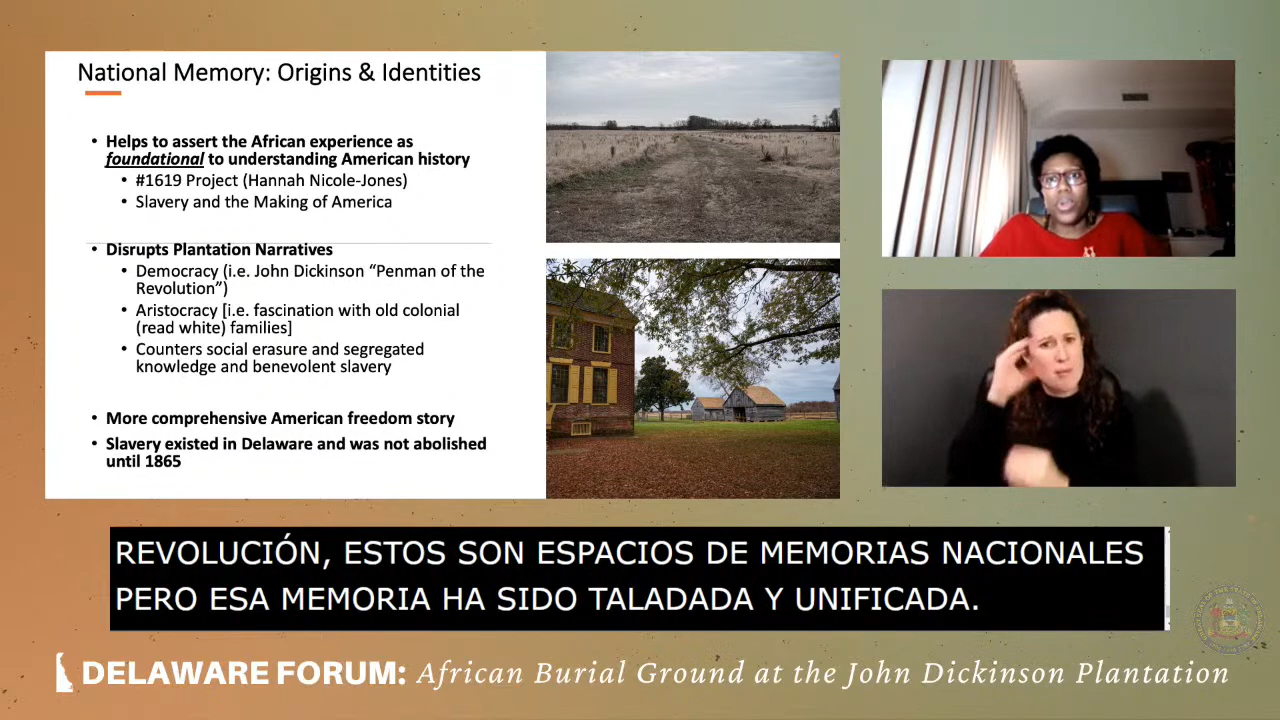 National Memory: Origins & Identities
• Helps to assert the African experience as
foundational to understanding American history
• #1619 Project (Hannah Nicole-Jones)
• Slavery and the Making of America
• Disrupts Plantation Narratives
• Democracy (i.e. John Dickinson “Penman of the
Revolution”)
• Aristocracy [i.e. fascination with old colonial
(read white) families]
• Counters social erasure and segregated
knowledge and benevolent slavery
• More comprehensive American freedom story
• Slavery existed in Delaware and was not abolished
until 1865
REVOLUCIÓN, ESTOS SON ESPACIOS DE MEMORIAS NACIONALES
PERO ESA MEMORIA HA SIDO TALADADA Y UNIFICADA.
DELAWARE FORUM: African Burial Ground at the John Dickinson Plantation